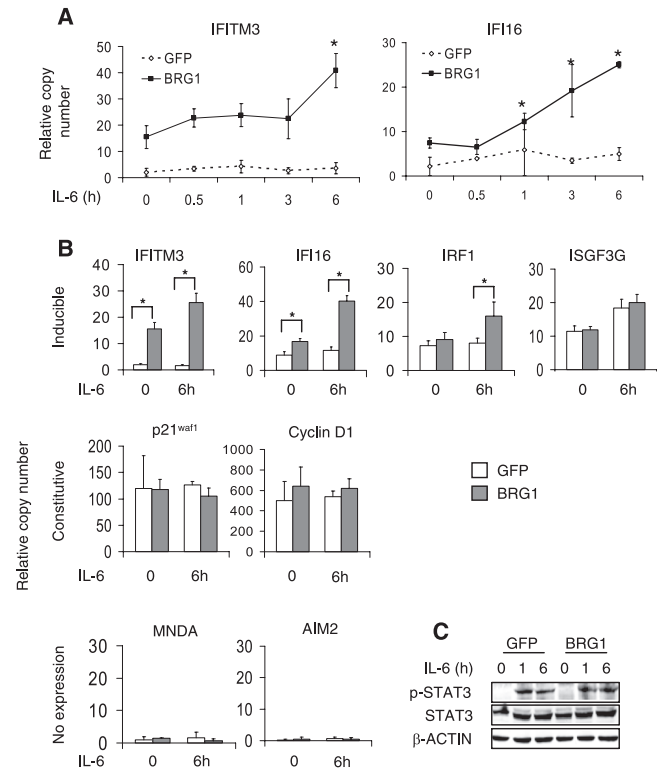 A
IFITM3
IFI16
Relative copy number
60
50
40
30
20
10
0
GFP
BRG1
*
30
20
10
0
GFP
BRG1
* * *
IL-6 (h)
0 0.5 1 3 6
0 0.5 1 3 6
B
IFITM3
IFI16
IRF1
ISGF3G
Inducible
40
30
20
10
0
* *
60
40
20
0
* *
30
20
10
0
*
30
20
10
0
IL-6
0 6h
0 6h
0 6h
0 6h
Relative copy number
p21waf1
Cyclin D1
Constitutive
200
150
100
50
0
1000
800
600
400
200
0
GFP
BRG1
IL-6
0 6h
0 6h
MNDA
AIM2
No expression
30
20
10
0
30
20
10
0
IL-6
0 6h
0 6h
C
GFP BRG1
IL-6 (h) 0 1 6 0 1 6
p-STAT3
STAT3
β-ACTIN